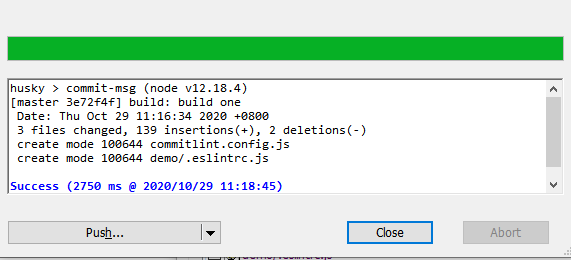 husky > commit-msg (node v12.18.4)
[master 3e72f4f] build: build one
 Date: Thu Oct 29 11:16:34 2020 +0800
 3 files changed, 139 insertions(+), 2 deletions(-)
 create mode 100644 commitlint.config.js
 create mode 100644 demo/.eslintrc.js
Success (2750 ms @ 2020/10/29 11:18:45)
Push...
Close
Abort